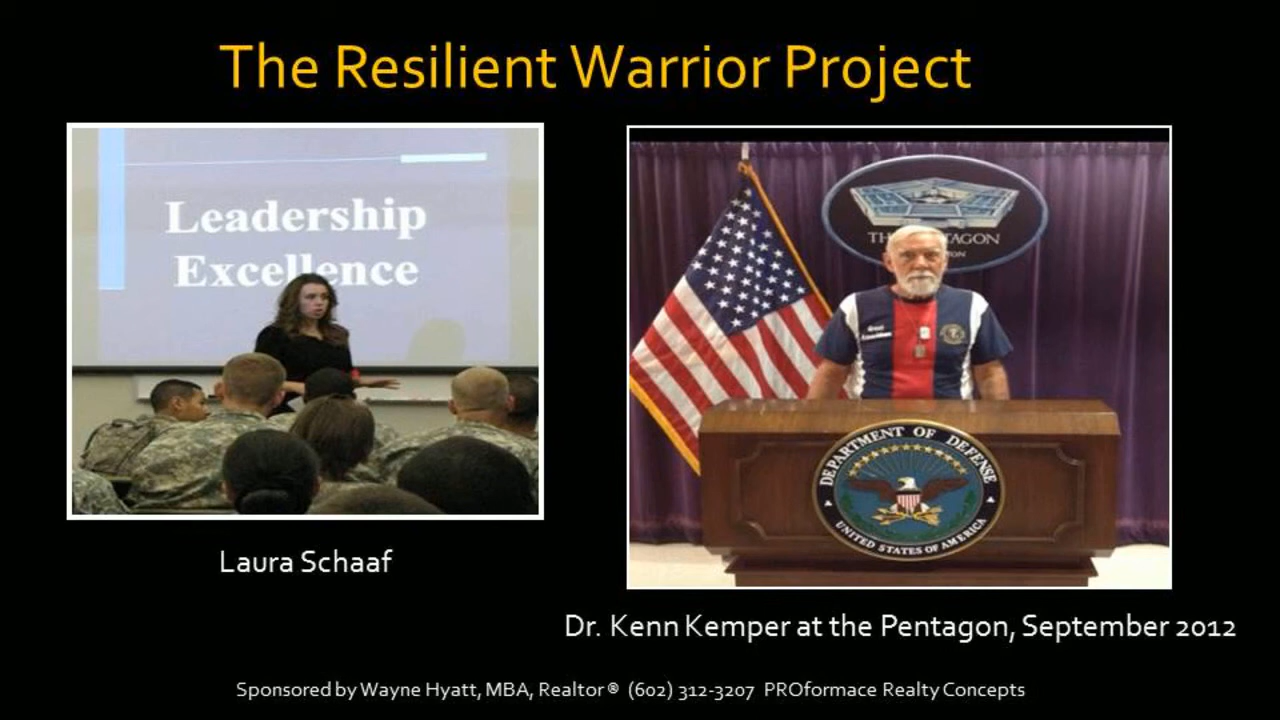 The Resilient Warrior Project
Leadership
Excellence
THE PENTAGON
DEPARTMENT OF DEFENSE
UNITED STATES OF AMERICA
Laura Schaaf
Dr. Kenn Kemper at the Pentagon, September 2012
Sponsored by Wayne Hyatt, MBA, Realtor® (602) 312-3207 PROformace Realty Concepts